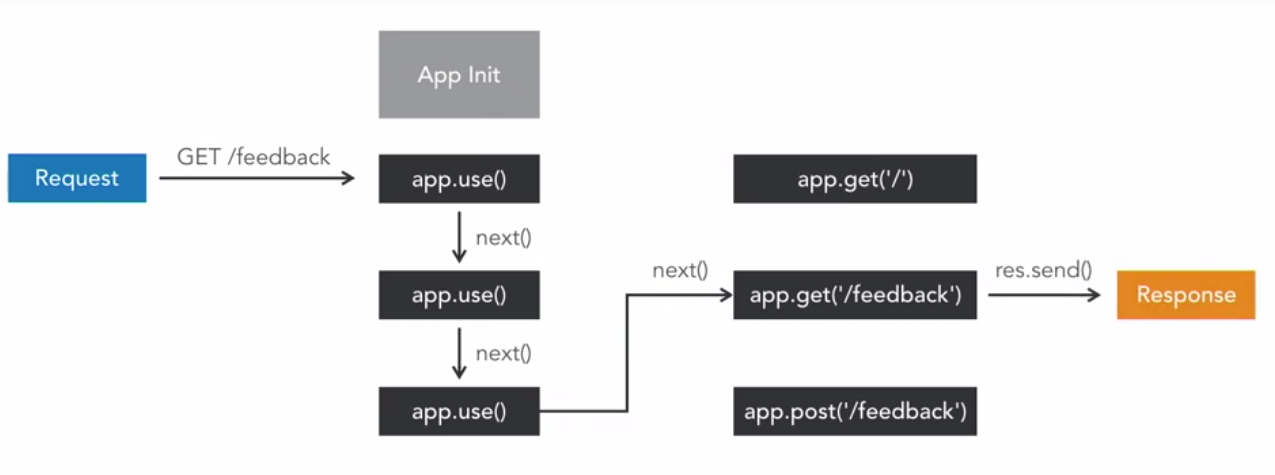 App Init
GET /feedback
Request
app.use()
app.get('/')
next()
app.use()
next()
app.get('/feedback')
res.send()
Response
next()
app.use()
app.post('/feedback')